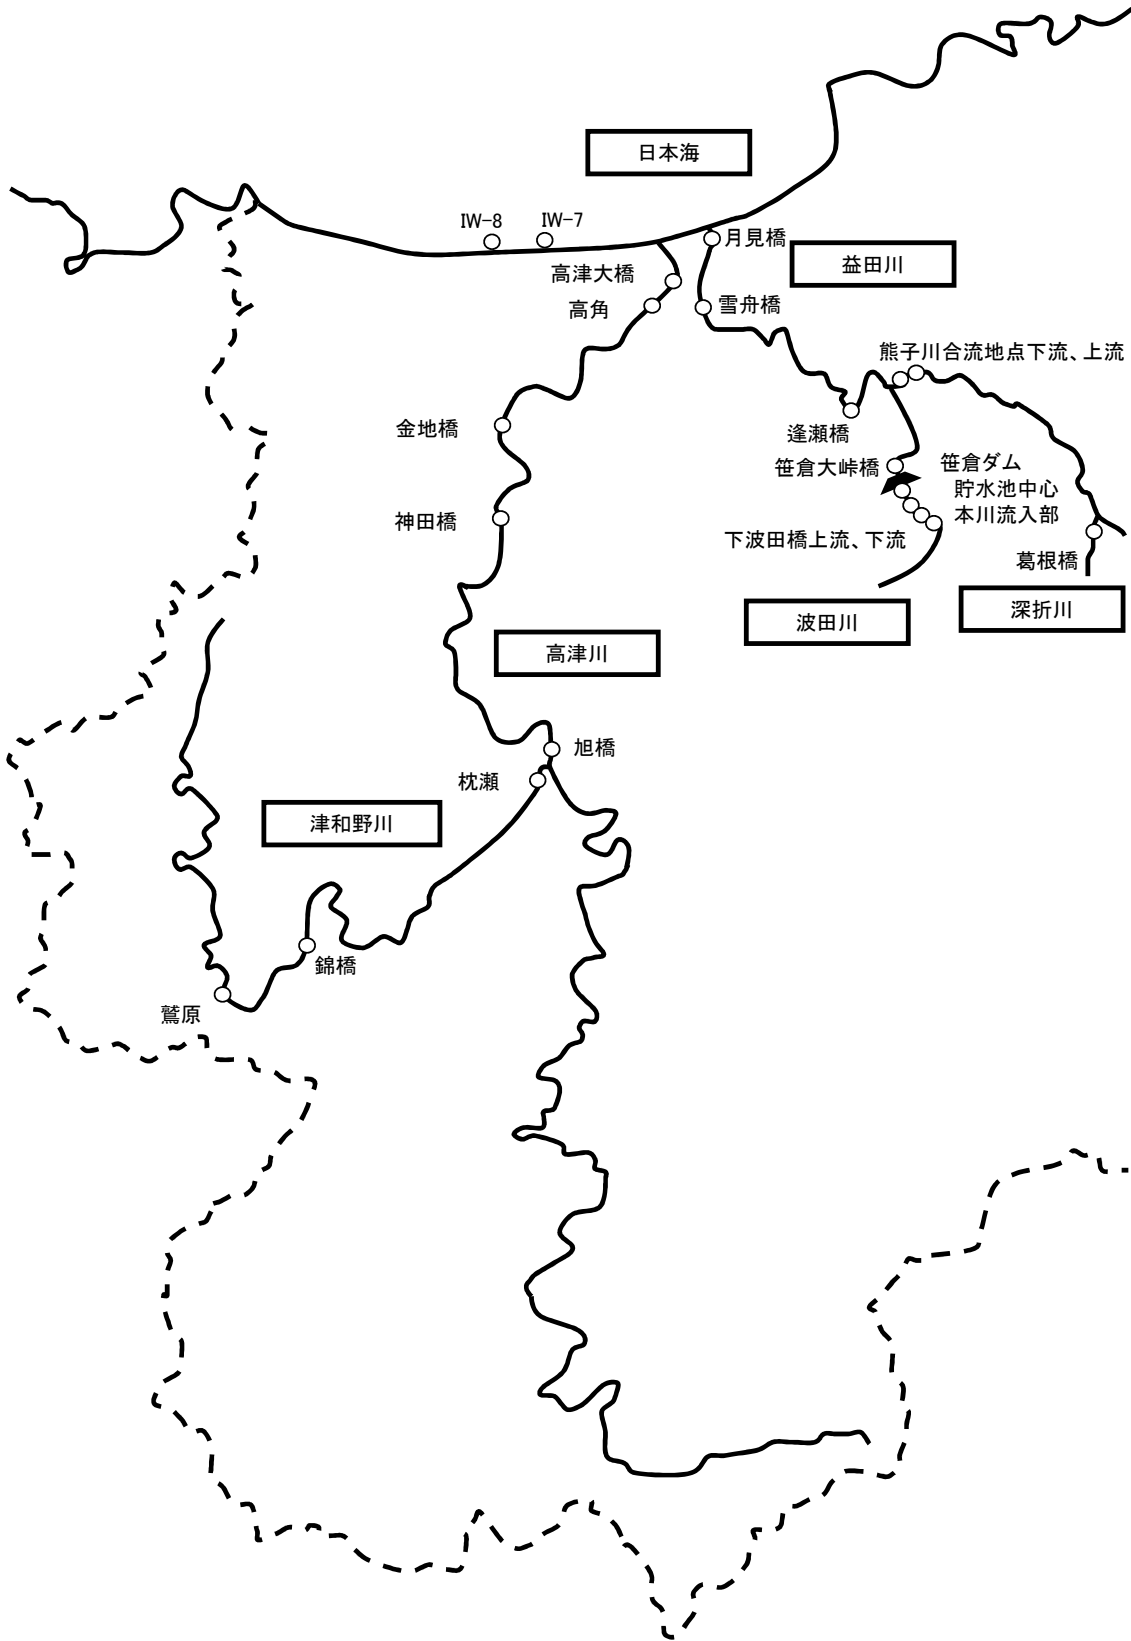 日本海
IW-8
IW-7
月見橋
益田川
高津大橋
高角
雪舟橋
熊子川合流地点下流、上流
金地橋
逢瀬橋
笹倉大峠橋
笹倉ダム
貯水池中心
本川流入部
神田橋
下波田橋上流、下流
葛根橋
深折川
波田川
高津川
旭橋
枕瀬
津和野川
錦橋
鷲原